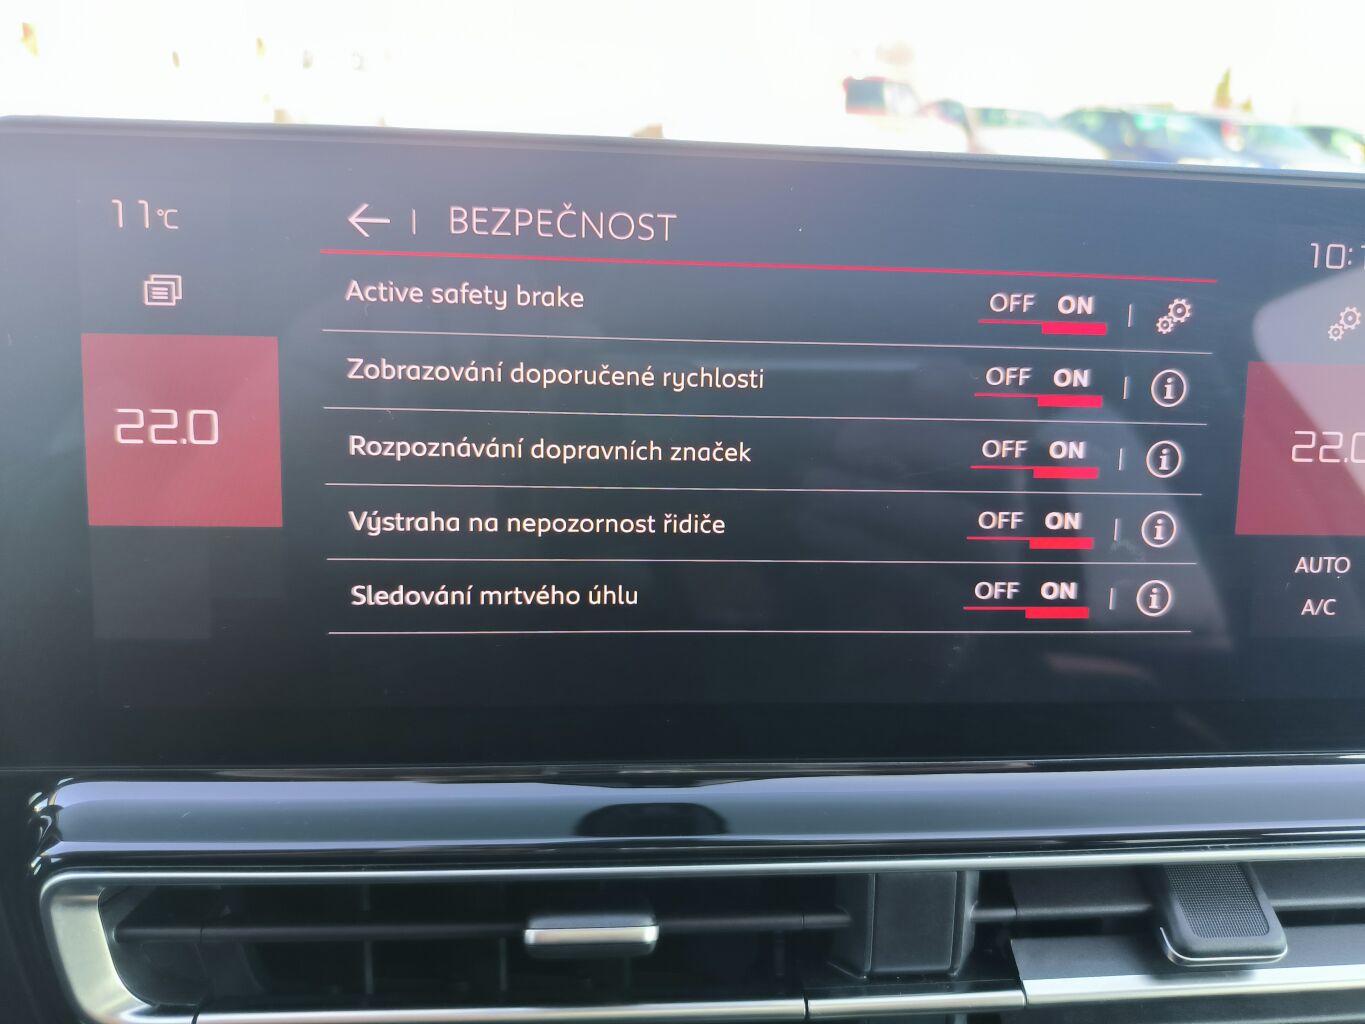 11°C
BEZPEČNOST
10:
Active safety brake OFF ON
Zobrazování doporučené rychlosti OFF ON
22.0
Rozpoznávání dopravních značek OFF ON
Výstraha na nepozornost řidiče OFF ON
AUTO
Sledování mrtvého úhlu OFF ON
A/C